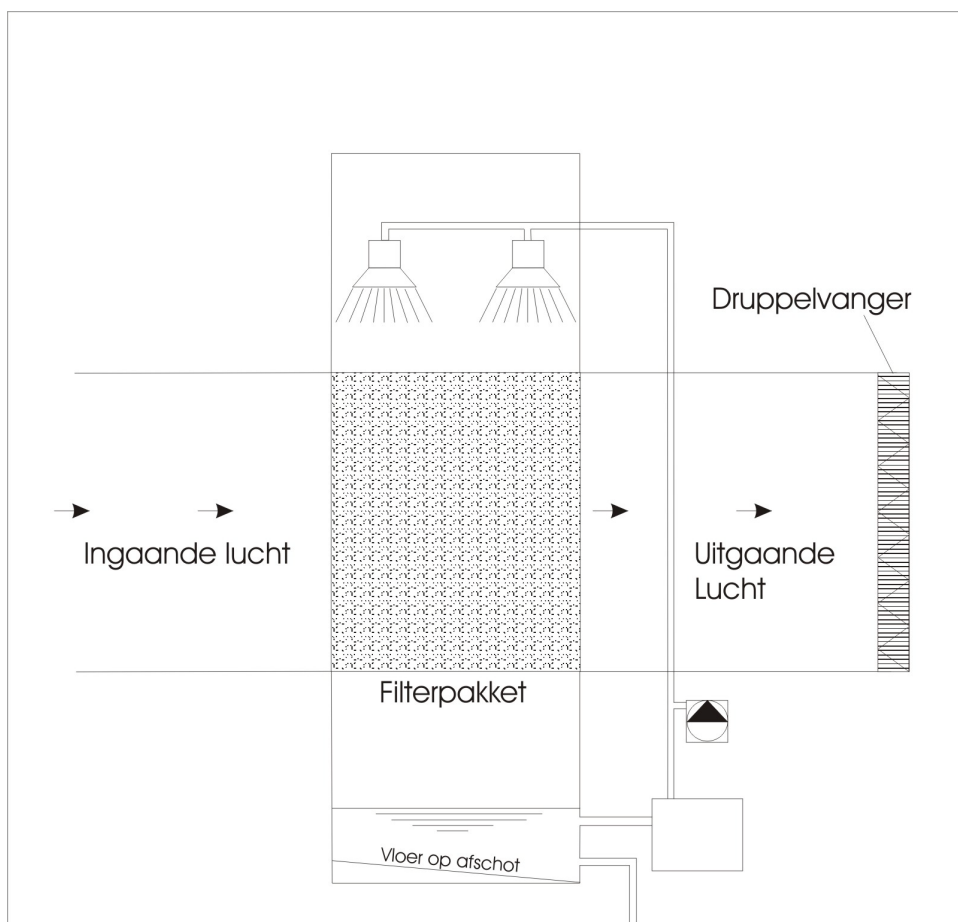 Druppelvanger
Ingaande lucht
Uitgaande
Lucht
Filterpakket
Vloer op afschot